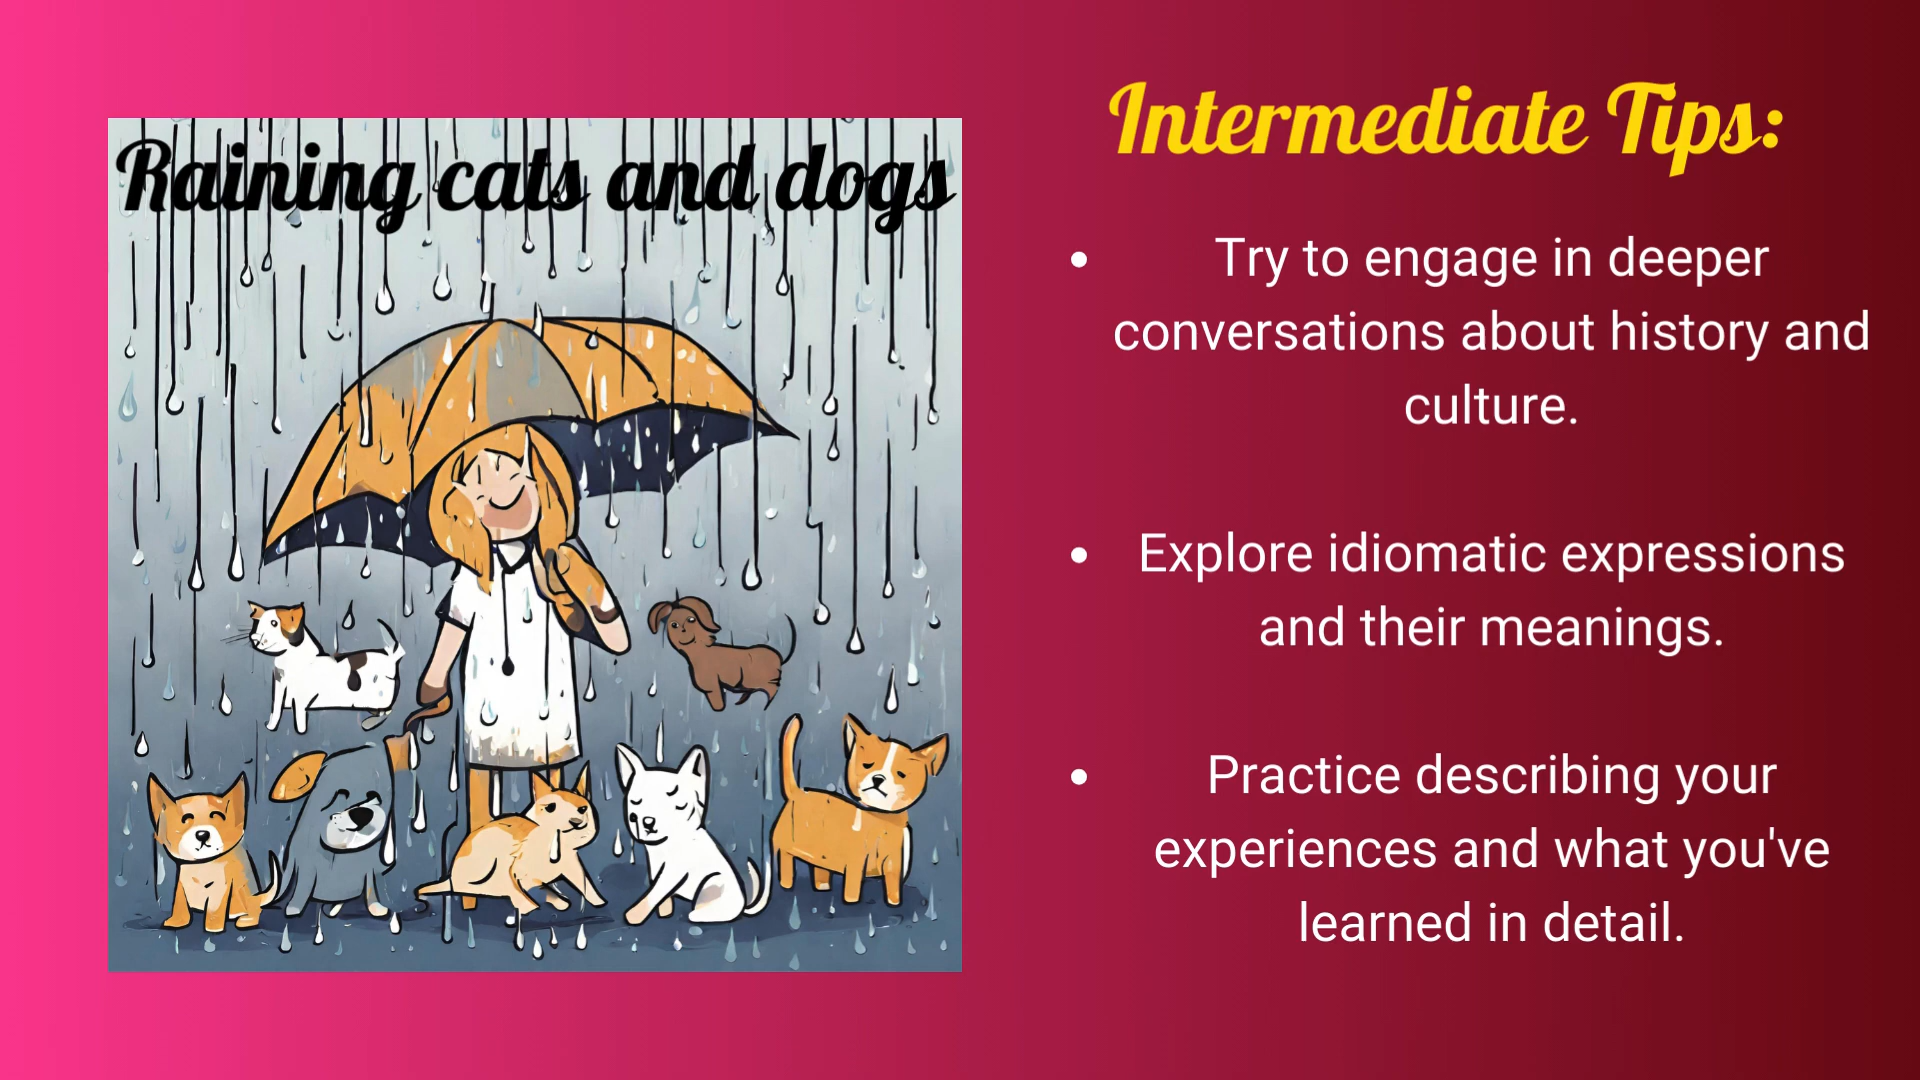 Raining cats and dogs
Intermediate Tips:
• Try to engage in deeper
conversations about history and
culture.
• Explore idiomatic expressions
and their meanings.
• Practice describing your
experiences and what you've
learned in detail.